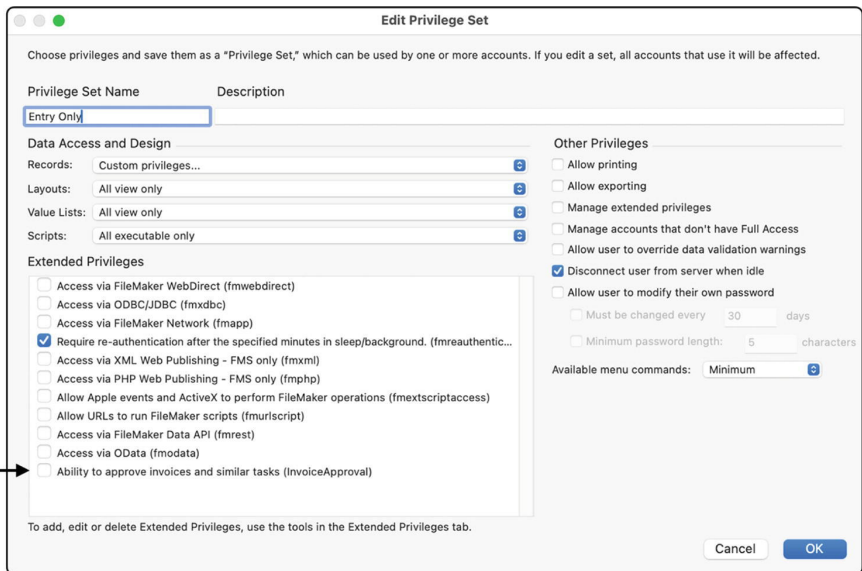 Edit Privilege Set
Choose privileges and save them as a “Privilege Set,” which can be used by one or more accounts. If you edit a set, all accounts that use it will be affected.
Privilege Set Name
Description
Entry Only
Data Access and Design
Records: Custom privileges...
Layouts: All view only
Value Lists: All view only
Scripts: All executable only
Extended Privileges
Access via FileMaker WebDirect (fmwebdirect)
Access via ODBC/JDBC (fmxdbc)
Access via FileMaker Network (fmapp)
Require re-authentication after the specified minutes in sleep/background. (fmreauthentic...
Access via XML Web Publishing - FMS only (fmxml)
Access via PHP Web Publishing - FMS only (fmphp)
Allow Apple events and ActiveX to perform FileMaker operations (fmextscriptaccess)
Allow URLs to run FileMaker scripts (fmurlscript)
Access via FileMaker Data API (fmrest)
Access via OData (fmodata)
Ability to approve invoices and similar tasks (InvoiceApproval)
To add, edit or delete Extended Privileges, use the tools in the Extended Privileges tab.
Other Privileges
Allow printing
Allow exporting
Manage extended privileges
Manage accounts that don't have Full Access
Allow user to override data validation warnings
Disconnect user from server when idle
Allow user to modify their own password
Must be changed every 30 days
Minimum password length: 5 characters
Available menu commands: Minimum
Cancel
OK